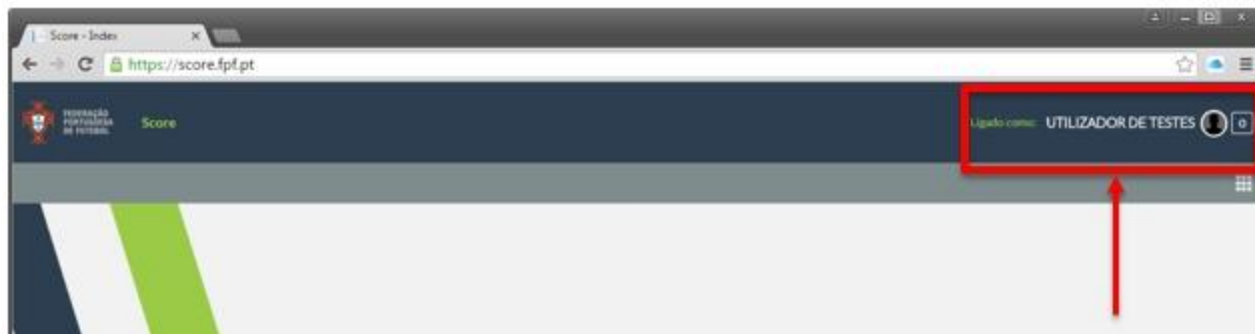 Score - Index
https://score.fpf.pt
FEDERAÇÃO
PORTUGUESA
DE FUTEBOL
Score
Ligado como: UTILIZADOR DE TESTES 0